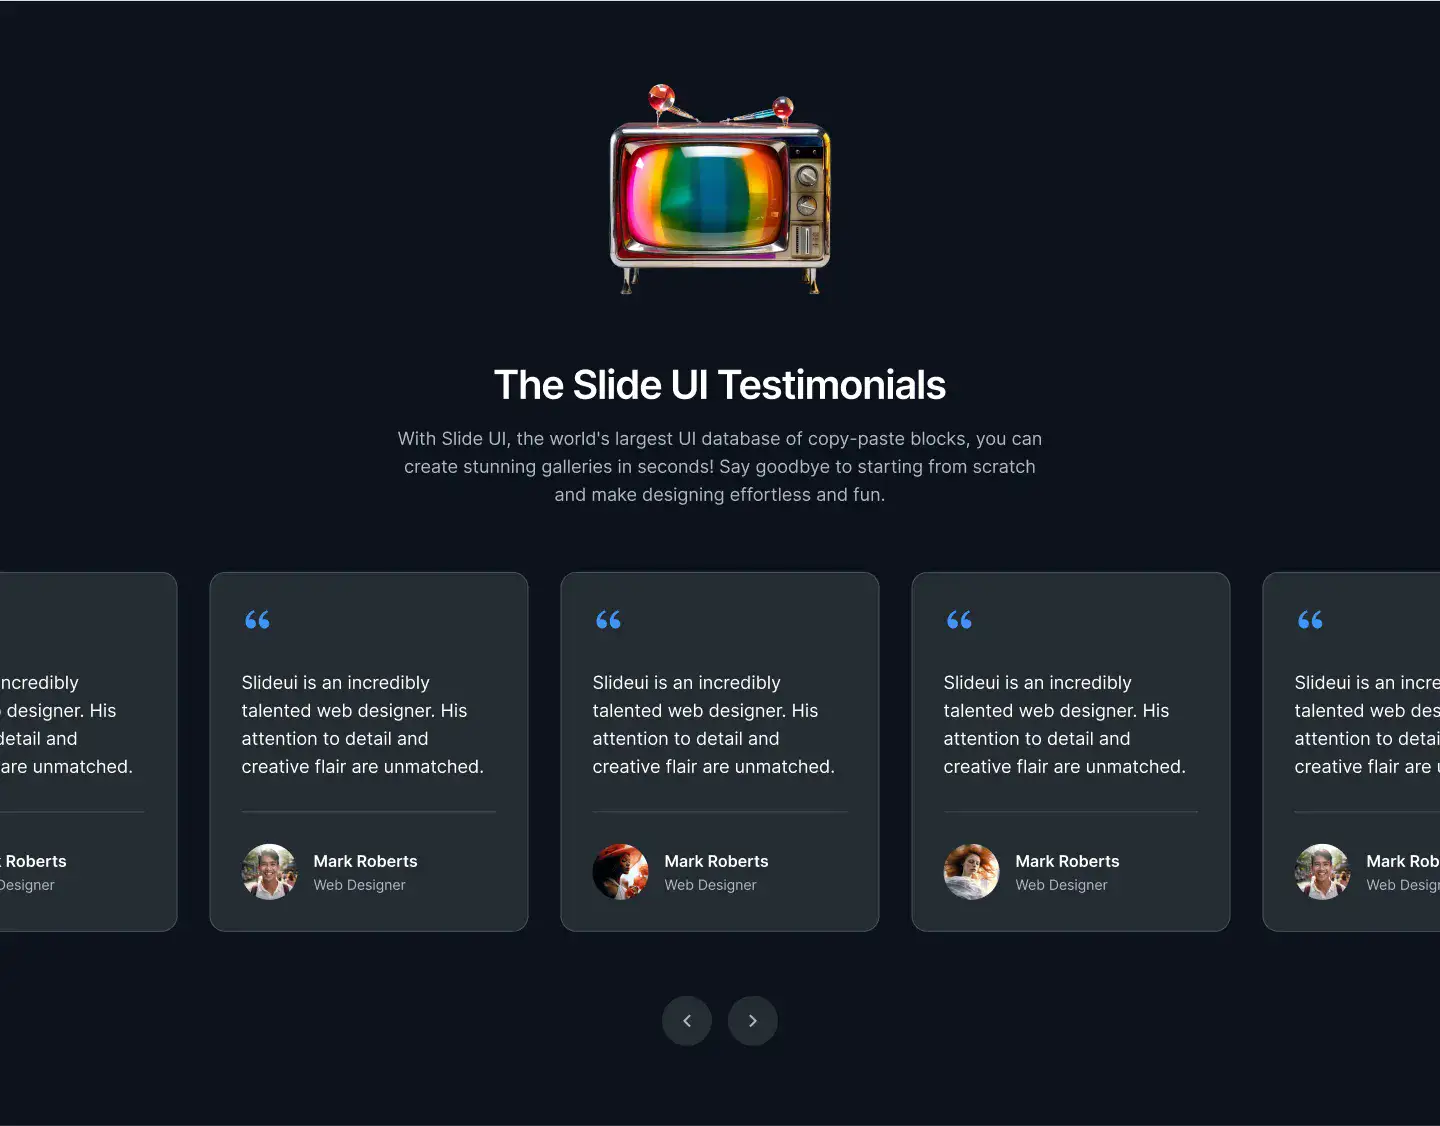 The Slide UI Testimonials
With Slide UI, the world's largest UI database of copy-paste blocks, you can
create stunning galleries in seconds! Say goodbye to starting from scratch
and make designing effortless and fun.
ncredibly
designer. His
detail and
are unmatched.
Roberts
Designer
“
Slideui is an incredibly
talented web designer. His
attention to detail and
creative flair are unmatched.
Mark Roberts
Web Designer
“
Slideui is an incredibly
talented web designer. His
attention to detail and
creative flair are unmatched.
Mark Roberts
Web Designer
“
Slideui is an incredibly
talented web designer. His
attention to detail and
creative flair are unmatched.
Mark Roberts
Web Designer
“
Slideui is an incre
talented web des
attention to detai
creative flair are
Mark Rob
Web Desig